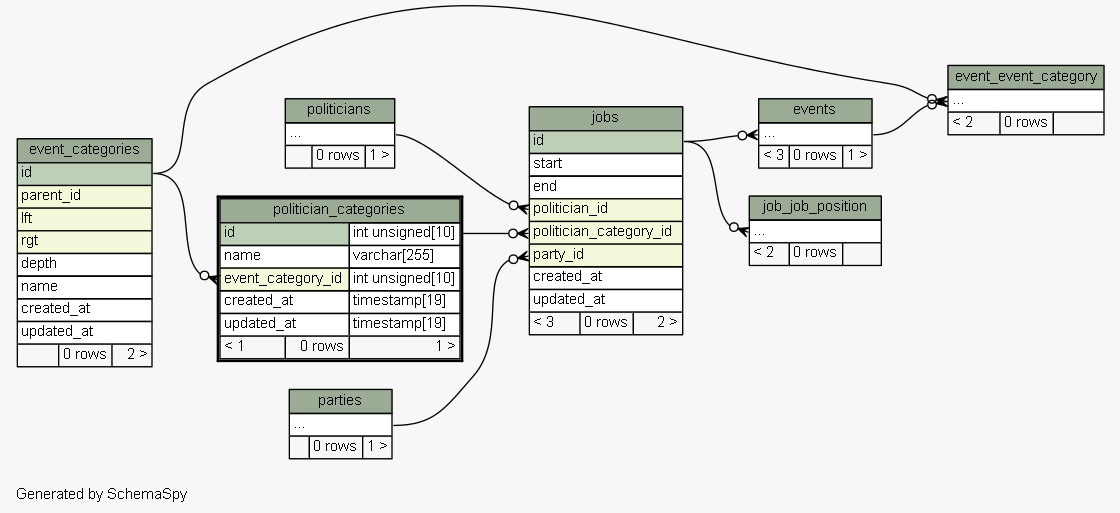 event_event_category
...
< 2 0 rows
politicians
...
0 rows 1 >
events
...
< 3 0 rows 1 >
jobs
id
start
end
politician_id
politician_category_id
party_id
created_at
updated_at
< 3 0 rows 2 >
event_categories
id
parent_id
lft
rgt
depth
name
created_at
updated_at
0 rows 2 >
politician_categories
id int unsigned[10]
name varchar[255]
event_category_id int unsigned[10]
created_at timestamp[19]
updated_at timestamp[19]
< 1 0 rows 1 >
job_job_position
...
< 2 0 rows
parties
...
0 rows 1 >
Generated by SchemaSpy